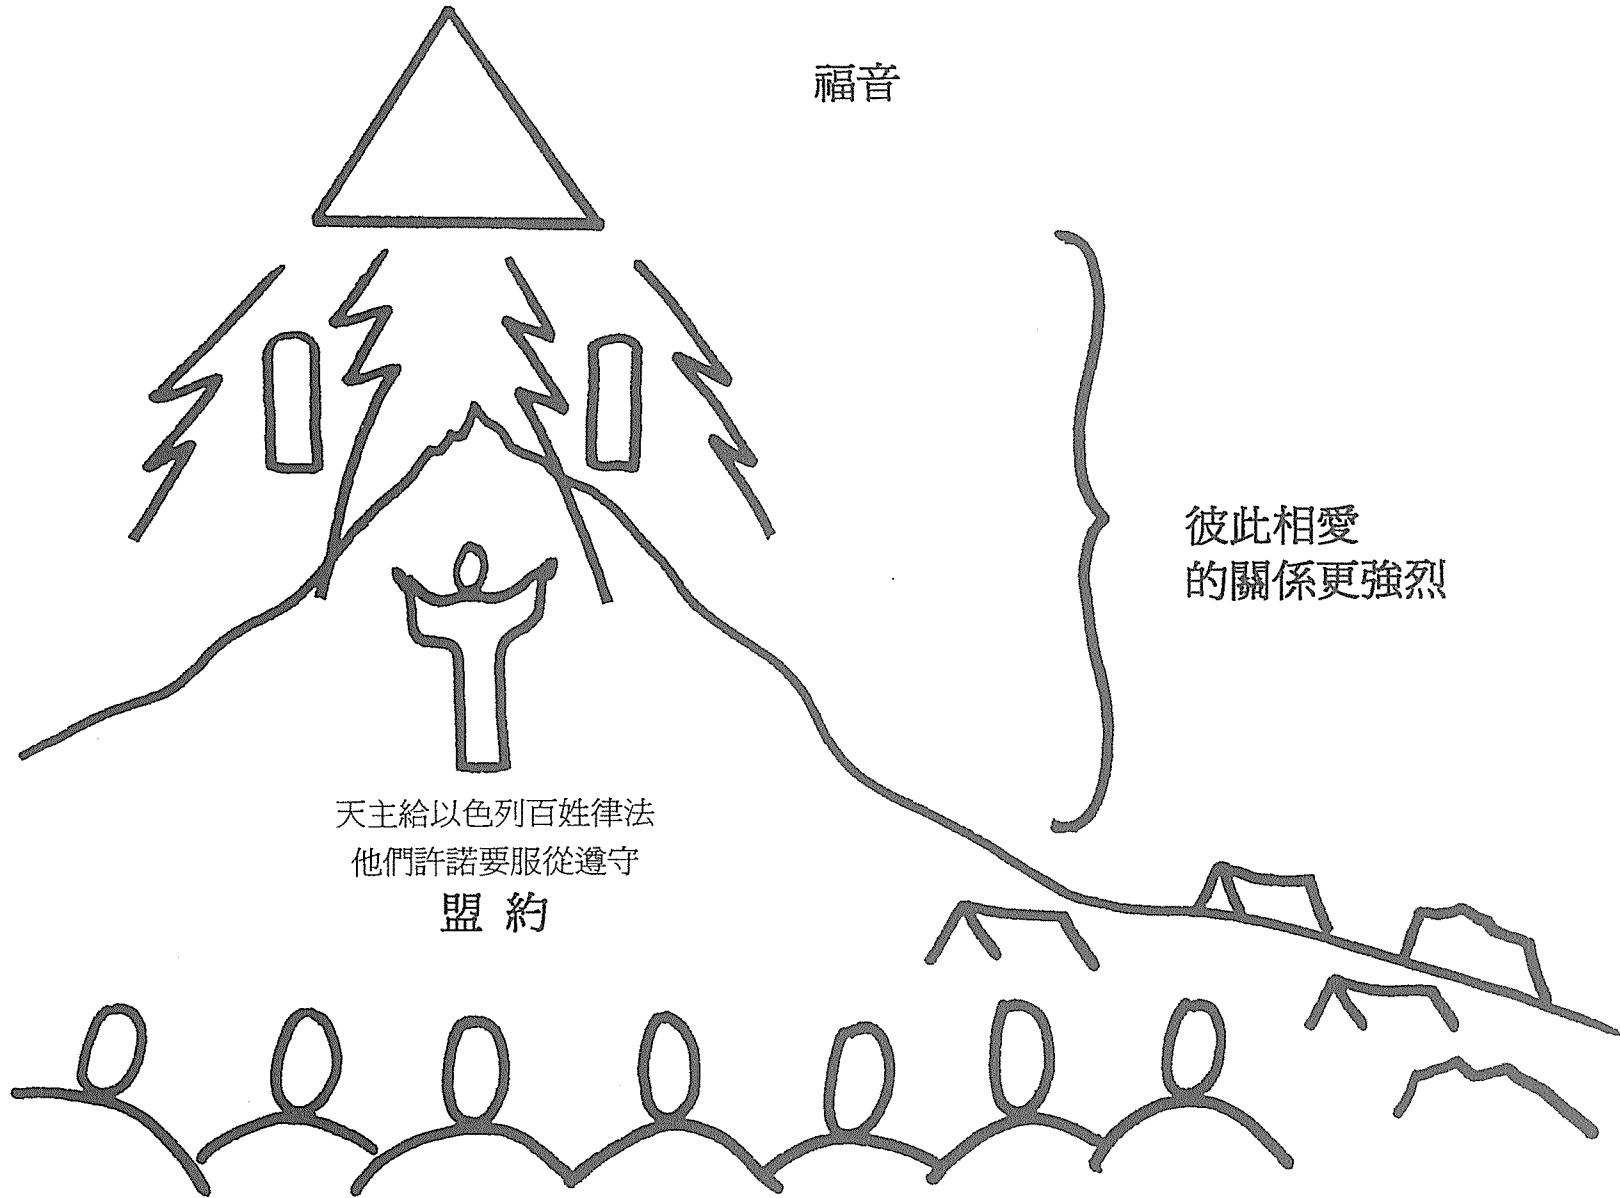 福音
彼此相愛
的關係更強烈
天主給以色列百姓律法
他們許諾要服從遵守
盟約